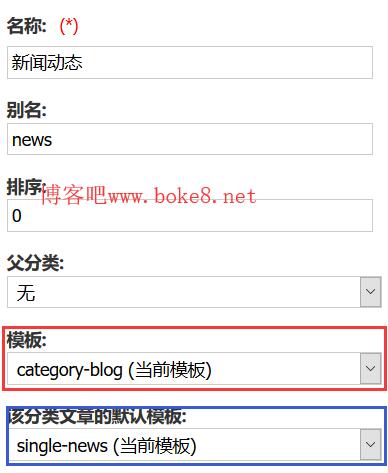 名称: (*)
新闻动态
别名:
news
排序:
博客吧www.boke8.net
0
父分类:
无
模板:
category-blog (当前模板)
该分类文章的默认模板:
single-news (当前模板)